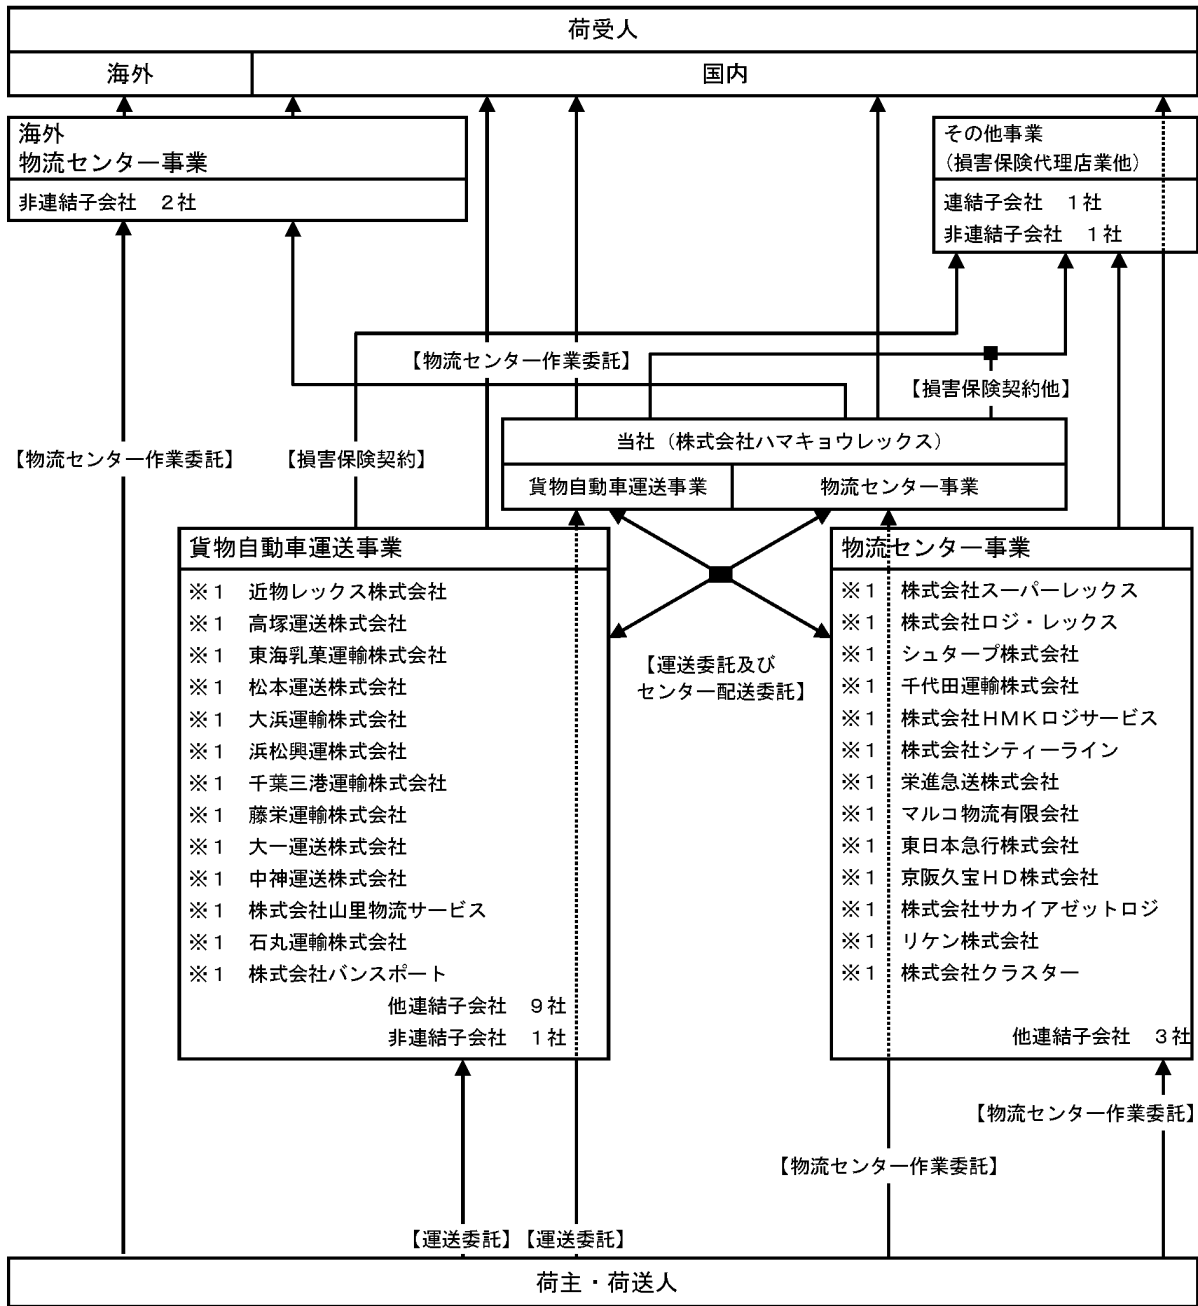 荷受人
海外
国内
海外
物流センター事業
非連結子会社　２社
その他事業
（損害保険代理店業他）
連結子会社　１社
非連結子会社　１社
【物流センター作業委託】
【損害保険契約他】
【物流センター作業委託】
【損害保険契約】
当社（株式会社ハマキョウレックス）
貨物自動車運送事業
物流センター事業
貨物自動車運送事業
※１　近物レックス株式会社
※１　高塚運送株式会社
※１　東海乳菓運輸株式会社
※１　松本運送株式会社
※１　大浜運輸株式会社
※１　浜松興運株式会社
※１　千葉三港運輸株式会社
※１　藤栄運輸株式会社
※１　大一運送株式会社
※１　中神運送株式会社
※１　株式会社山里物流サービス
※１　石丸運輸株式会社
※１　株式会社バンスポート
他連結子会社　９社
非連結子会社　１社
【運送委託及び
センター配送委託】
物流センター事業
※１　株式会社スーパーレックス
※１　株式会社ロジ・レックス
※１　シュタープ株式会社
※１　千代田運輸株式会社
※１　株式会社ＨＭＫロジサービス
※１　株式会社シティーライン
※１　栄進急送株式会社
※１　マルコ物流有限会社
※１　東日本急行株式会社
※１　京阪久宝ＨＤ株式会社
※１　株式会社サカイアゼットロジ
※１　リケン株式会社
※１　株式会社クラスター
他連結子会社　３社
【物流センター作業委託】
【物流センター作業委託】
【運送委託】
【運送委託】
荷主・荷送人